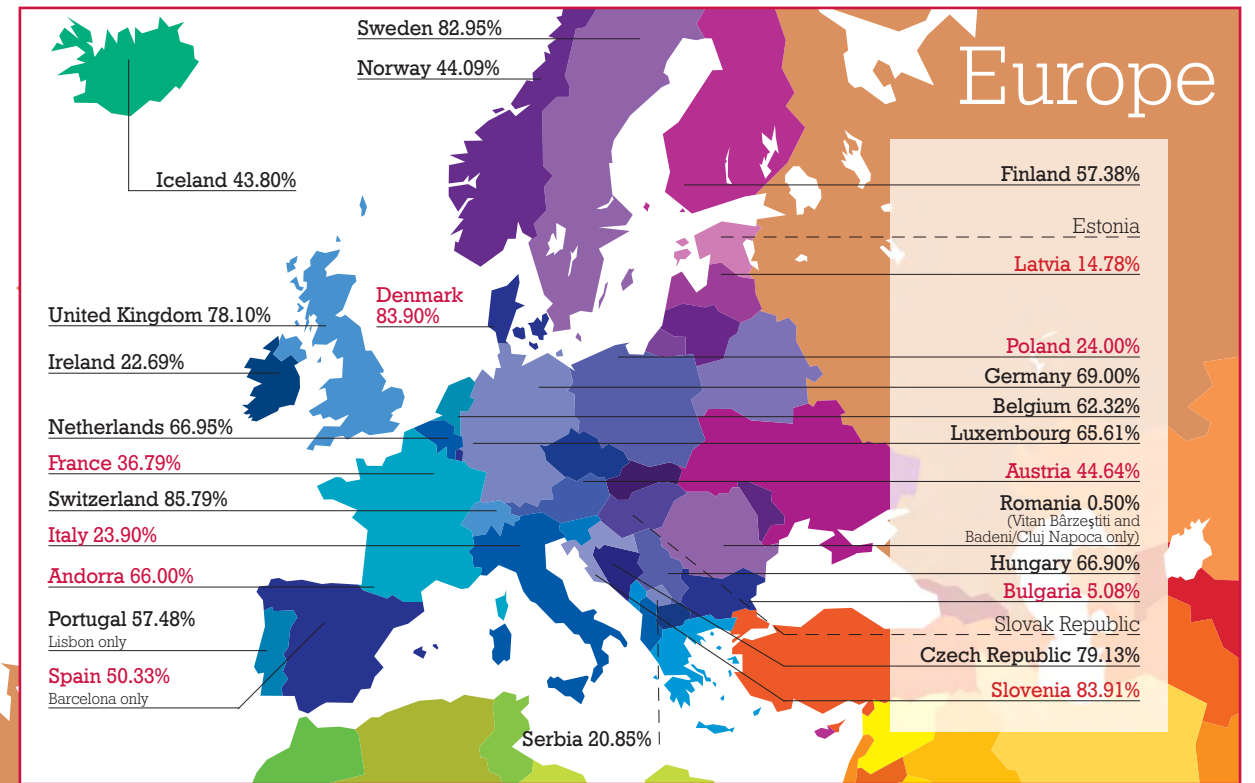 Europe
Sweden 82.95%
Norway 44.09%
Iceland 43.80%
Denmark
83.90%
United Kingdom 78.10%
Ireland 22.69%
Netherlands 66.95%
France 36.79%
Switzerland 85.79%
Italy 23.90%
Andorra 66.00%
Portugal 57.48%
Lisbon only
Spain 50.33%
Barcelona only
Serbia 20.85%
Finland 57.38%
Estonia
Latvia 14.78%
Poland 24.00%
Germany 69.00%
Belgium 62.32%
Luxembourg 65.61%
Austria 44.64%
Romania 0.50%
(Vitan Bârzeştiti and
Badeni/Cluj Napoca only)
Hungary 66.90%
Bulgaria 5.08%
Slovak Republic
Czech Republic 79.13%
Slovenia 83.91%